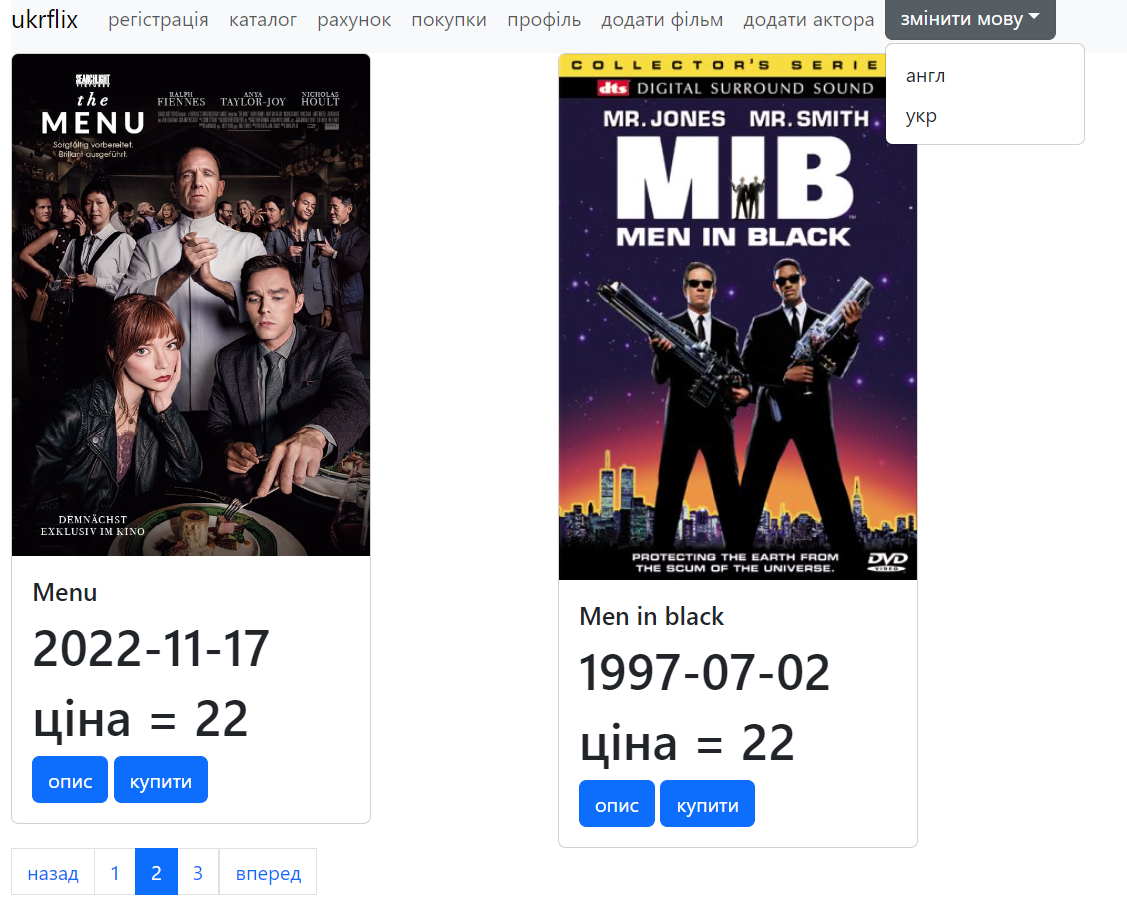 ukrflix регістрація каталог рахунок покупки профіль додати фільм додати актора змінити мову
англ
укр
SEARCHLIGHT
PICTURES
the
MENU
RALPH
FIENNES
ANYA
TAYLOR-JOY
NICHOLAS
HOULT
Sorgfältig vorbereitet.
Brillant ausgeführt.
DEMNÄCHST
EXKLUSIV IM KINO
COLLECTOR'S SERIE
dts DIGITAL SURROUND SOUND
MR. JONES MR. SMITH
MIB
MEN IN BLACK
PROTECTING THE EARTH FROM
THE SCUM OF THE UNIVERSE.
DVD
VIDEO
Menu
2022-11-17
ціна = 22
опис купити
Men in black
1997-07-02
ціна = 22
опис купити
назад 1 2 3 вперед